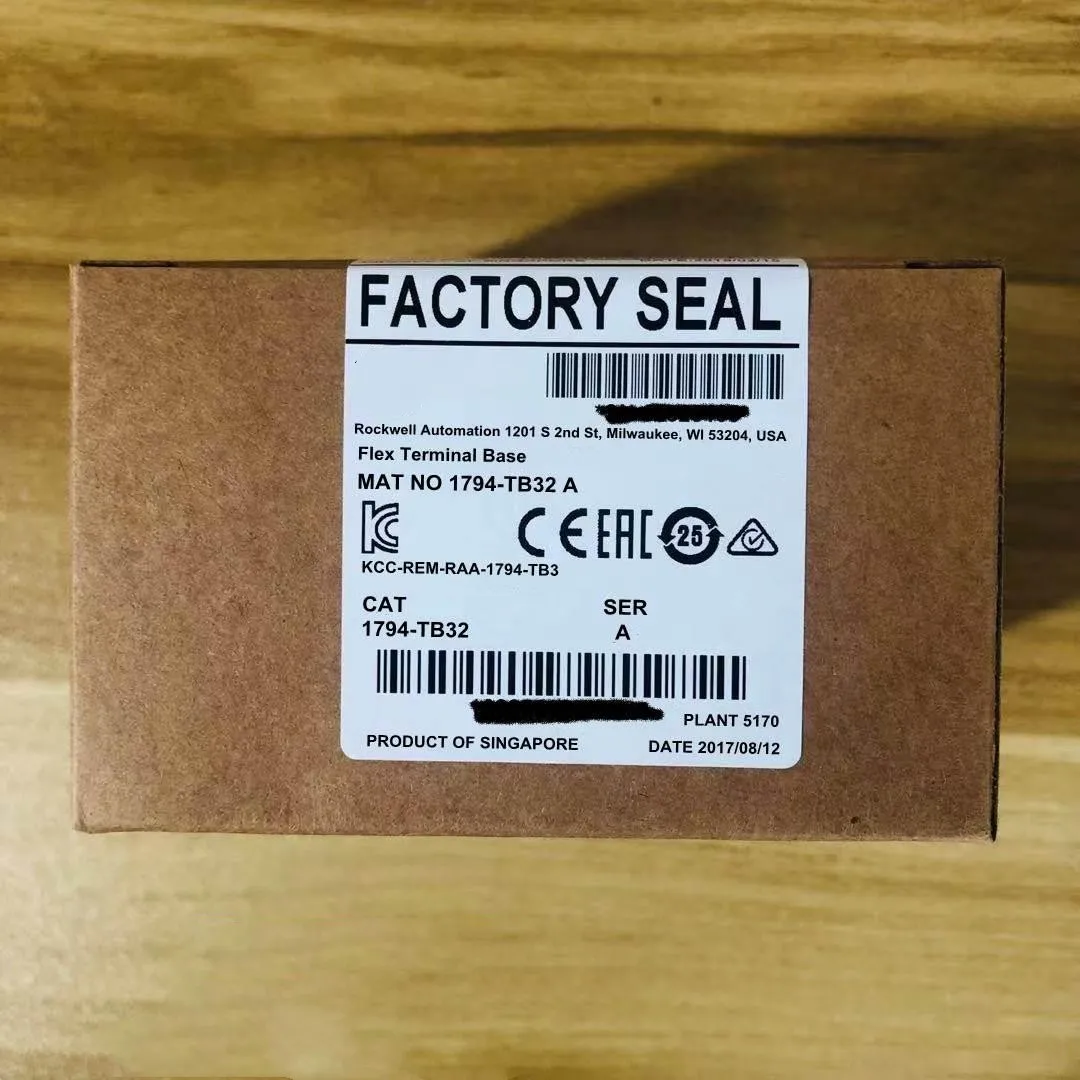 FACTORY SEAL
Rockwell Automation 1201 S 2nd St, Milwaukee, WI 53204, USA
Flex Terminal Base
MAT NO 1794-TB32 A
KC CE EAC 25
KCC-REM-RAA-1794-TB3
CAT SER
1794-TB32 A
PLANT 5170
PRODUCT OF SINGAPORE DATE 2017/08/12